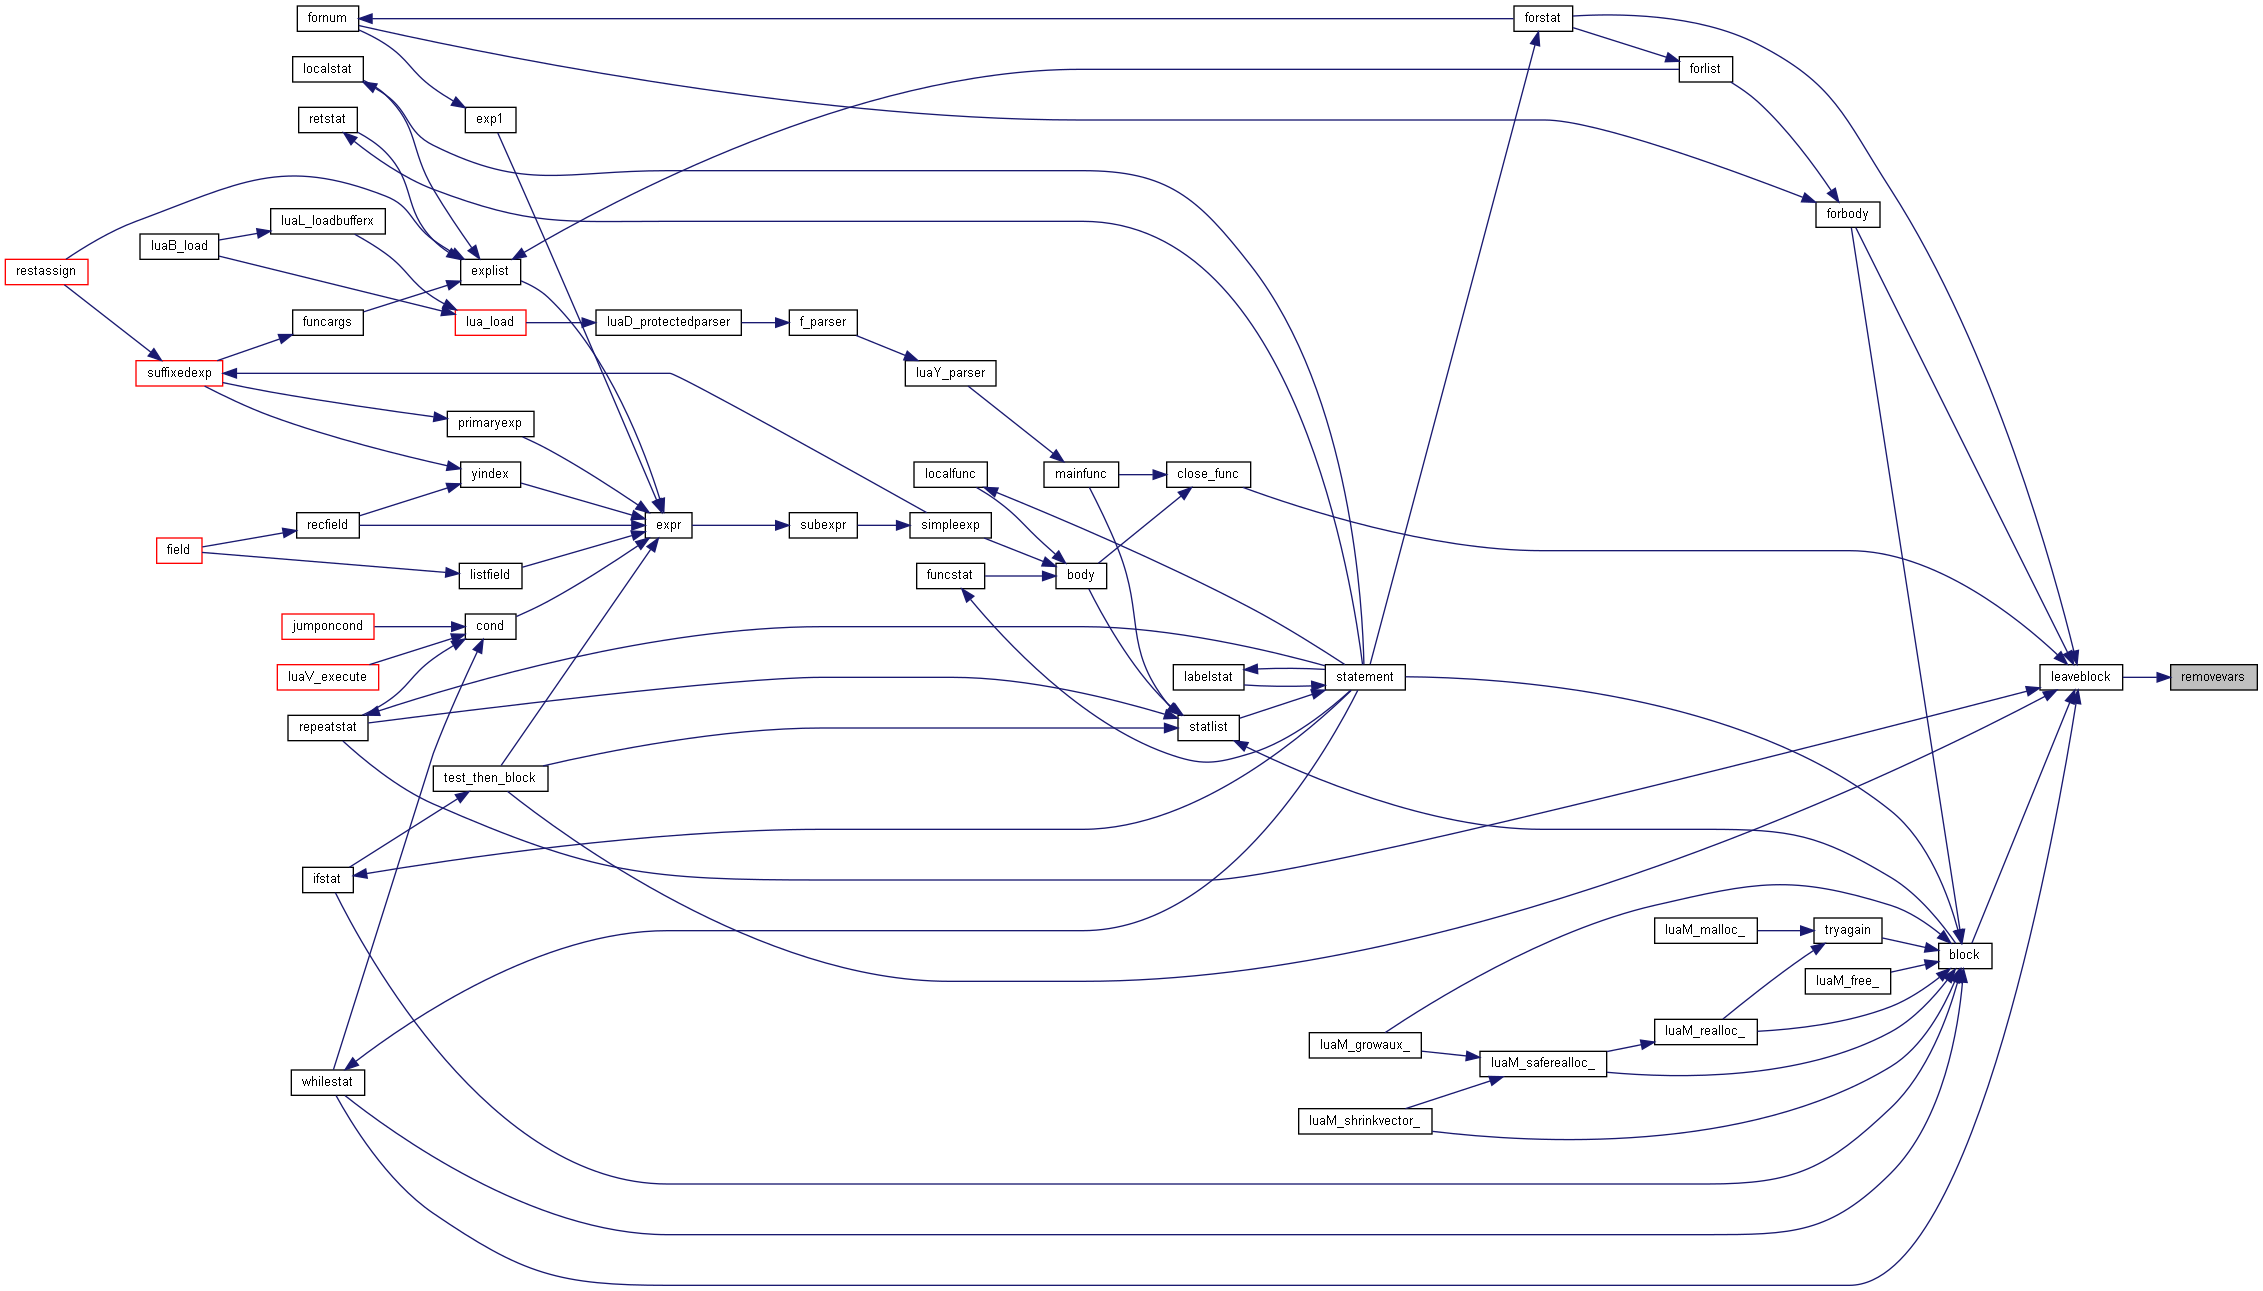 fornum
forstat
localstat
forlist
retstat
exp1
forbody
luaL_loadbufferx
luaB_load
restassign
explist
funcargs
lua_load
luaD_protectedparser
f_parser
suffixedexp
luaY_parser
primaryexp
yindex
localfunc
mainfunc
close_func
recfield
expr
subexpr
simpleexp
field
listfield
funcstat
body
jumponcond
cond
luaV_execute
labelstat
statement
leaveblock
removevars
repeatstat
statlist
test_then_block
ifstat
luaM_malloc_
tryagain
block
luaM_free_
luaM_growaux_
luaM_realloc_
luaM_saferealloc_
whilestat
luaM_shrinkvector_